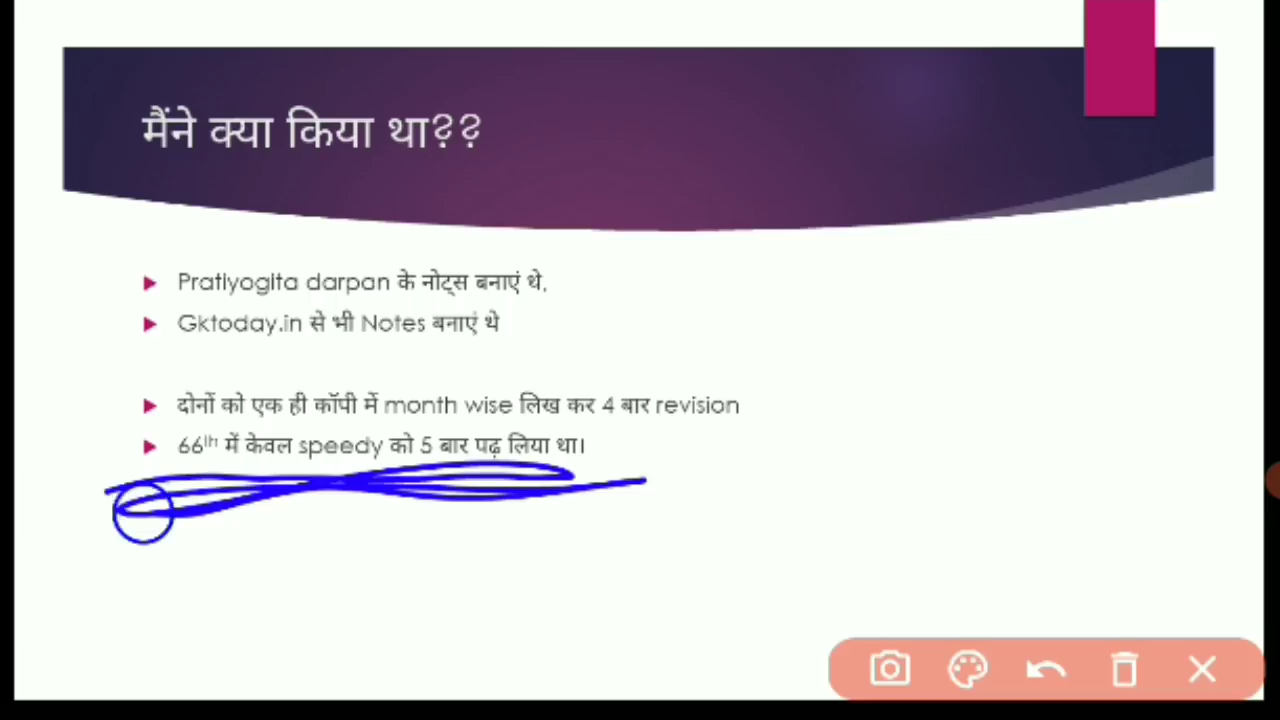 मैंने क्या किया था??
Pratiyogita darpan के नोट्स बनाएं थे,
Gktoday.in से भी Notes बनाएं थे
दोनों को एक ही कॉपी में month wise लिख कर 4 बार revision
66th में केवल speedy को 5 बार पढ़ लिया था।